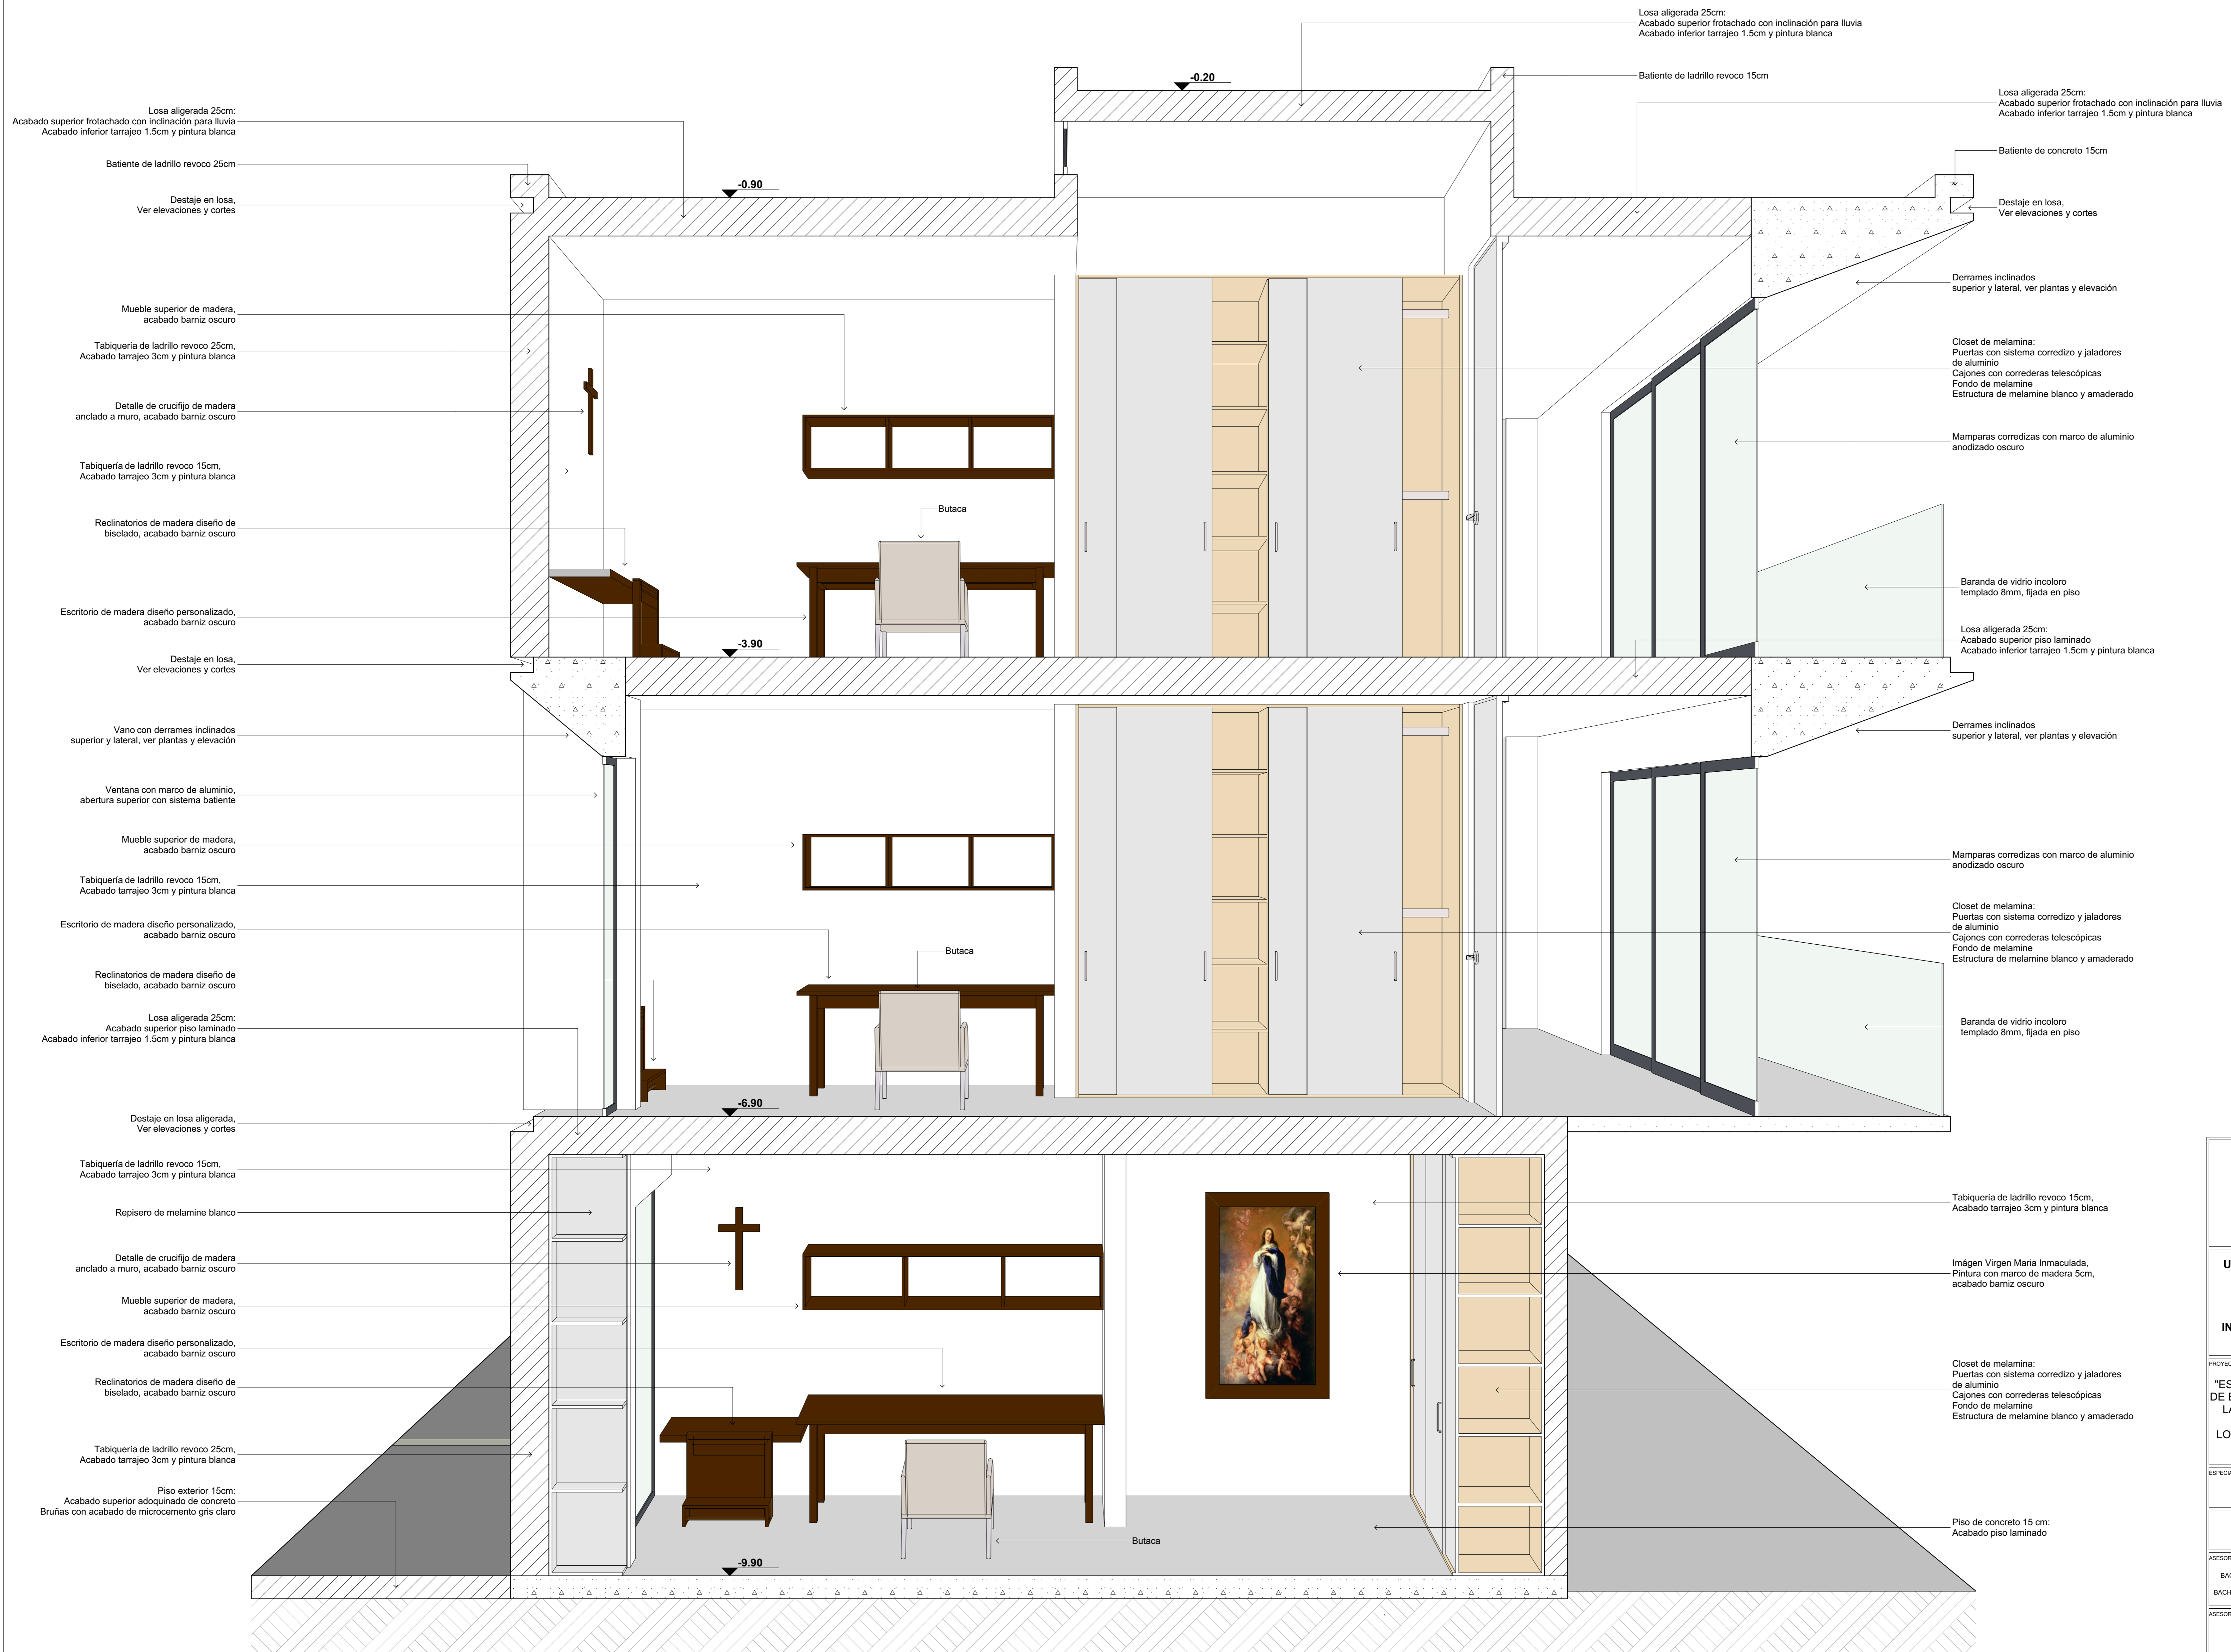 Losa aligerada 25cm:
Acabado superior frotachado con inclinación para lluvia
Acabado inferior tarrajeo 1.5cm y pintura blanca
Batiente de ladrillo revoco 15cm
-0.20
Losa aligerada 25cm:
Acabado superior frotachado con inclinación para lluvia
Acabado inferior tarrajeo 1.5cm y pintura blanca
Batiente de concreto 15cm
Destaje en losa,
Ver elevaciones y cortes
Losa aligerada 25cm:
Acabado superior frotachado con inclinación para lluvia
Acabado inferior tarrajeo 1.5cm y pintura blanca
Batiente de ladrillo revoco 25cm
Destaje en losa,
Ver elevaciones y cortes
-0.90
Mueble superior de madera,
acabado barniz oscuro
Tabiquería de ladrillo revoco 25cm,
Acabado tarrajeo 3cm y pintura blanca
Detalle de crucifijo de madera
anclado a muro, acabado barniz oscuro
Tabiquería de ladrillo revoco 15cm,
Acabado tarrajeo 3cm y pintura blanca
Reclinatorios de madera diseño de
biselado, acabado barniz oscuro
Butaca
Escritorio de madera diseño personalizado,
acabado barniz oscuro
Destaje en losa,
Ver elevaciones y cortes
-3.90
Derrames inclinados
superior y lateral, ver plantas y elevación
Closet de melamina:
Puertas con sistema corredizo y jaladores
de aluminio
Cajones con correderas telescópicas
Fondo de melamine
Estructura de melamine blanco y amaderado
Mamparas corredizas con marco de aluminio
anodizado oscuro
Baranda de vidrio incoloro
templado 8mm, fijada en piso
Losa aligerada 25cm:
Acabado superior piso laminado
Acabado inferior tarrajeo 1.5cm y pintura blanca
Vano con derrames inclinados
superior y lateral, ver plantas y elevación
Ventana con marco de aluminio,
abertura superior con sistema batiente
Mueble superior de madera,
acabado barniz oscuro
Tabiquería de ladrillo revoco 15cm,
Acabado tarrajeo 3cm y pintura blanca
Escritorio de madera diseño personalizado,
acabado barniz oscuro
Butaca
Reclinatorios de madera diseño de
biselado, acabado barniz oscuro
Losa aligerada 25cm:
Acabado superior piso laminado
Acabado inferior tarrajeo 1.5cm y pintura blanca
Destaje en losa aligerada,
Ver elevaciones y cortes
-6.90
Derrames inclinados
superior y lateral, ver plantas y elevación
Mamparas corredizas con marco de aluminio
anodizado oscuro
Closet de melamina:
Puertas con sistema corredizo y jaladores
de aluminio
Cajones con correderas telescópicas
Fondo de melamine
Estructura de melamine blanco y amaderado
Baranda de vidrio incoloro
templado 8mm, fijada en piso
Tabiquería de ladrillo revoco 15cm,
Acabado tarrajeo 3cm y pintura blanca
Repisero de melamine blanco
Detalle de crucifijo de madera
anclado a muro, acabado barniz oscuro
Mueble superior de madera,
acabado barniz oscuro
Escritorio de madera diseño personalizado,
acabado barniz oscuro
Reclinatorios de madera diseño de
biselado, acabado barniz oscuro
Tabiquería de ladrillo revoco 25cm,
Acabado tarrajeo 3cm y pintura blanca
Piso exterior 15cm:
Acabado superior adoquinado de concreto
Bruñas con acabado de microcemento gris claro
Butaca
-9.90
Tabiquería de ladrillo revoco 15cm,
Acabado tarrajeo 3cm y pintura blanca
Imágen Virgen Maria Inmaculada,
Pintura con marco de madera 5cm,
acabado barniz oscuro
Closet de melamina:
Puertas con sistema corredizo y jaladores
de aluminio
Cajones con correderas telescópicas
Fondo de melamine
Estructura de melamine blanco y amaderado
Piso de concreto 15 cm:
Acabado piso laminado